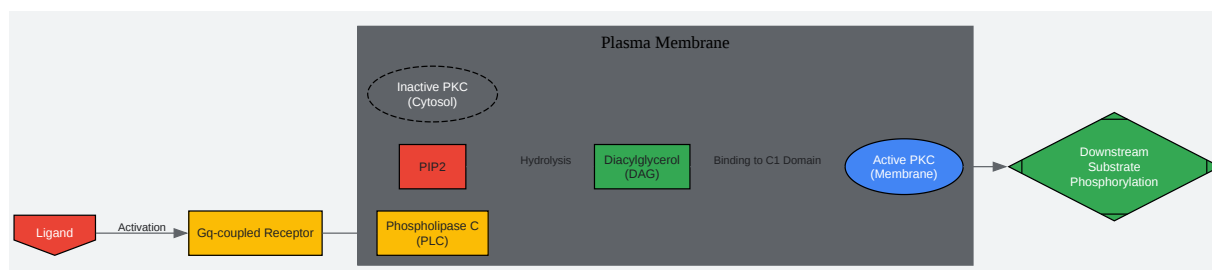 Plasma Membrane
Inactive PKC
(Cytosol)
PIP2
Hydrolysis
Diacylglycerol
(DAG)
Binding to C1 Domain
Active PKC
(Membrane)
Downstream
Substrate
Phosphorylation
Ligand
Activation
Gq-coupled Receptor
Phospholipase C
(PLC)